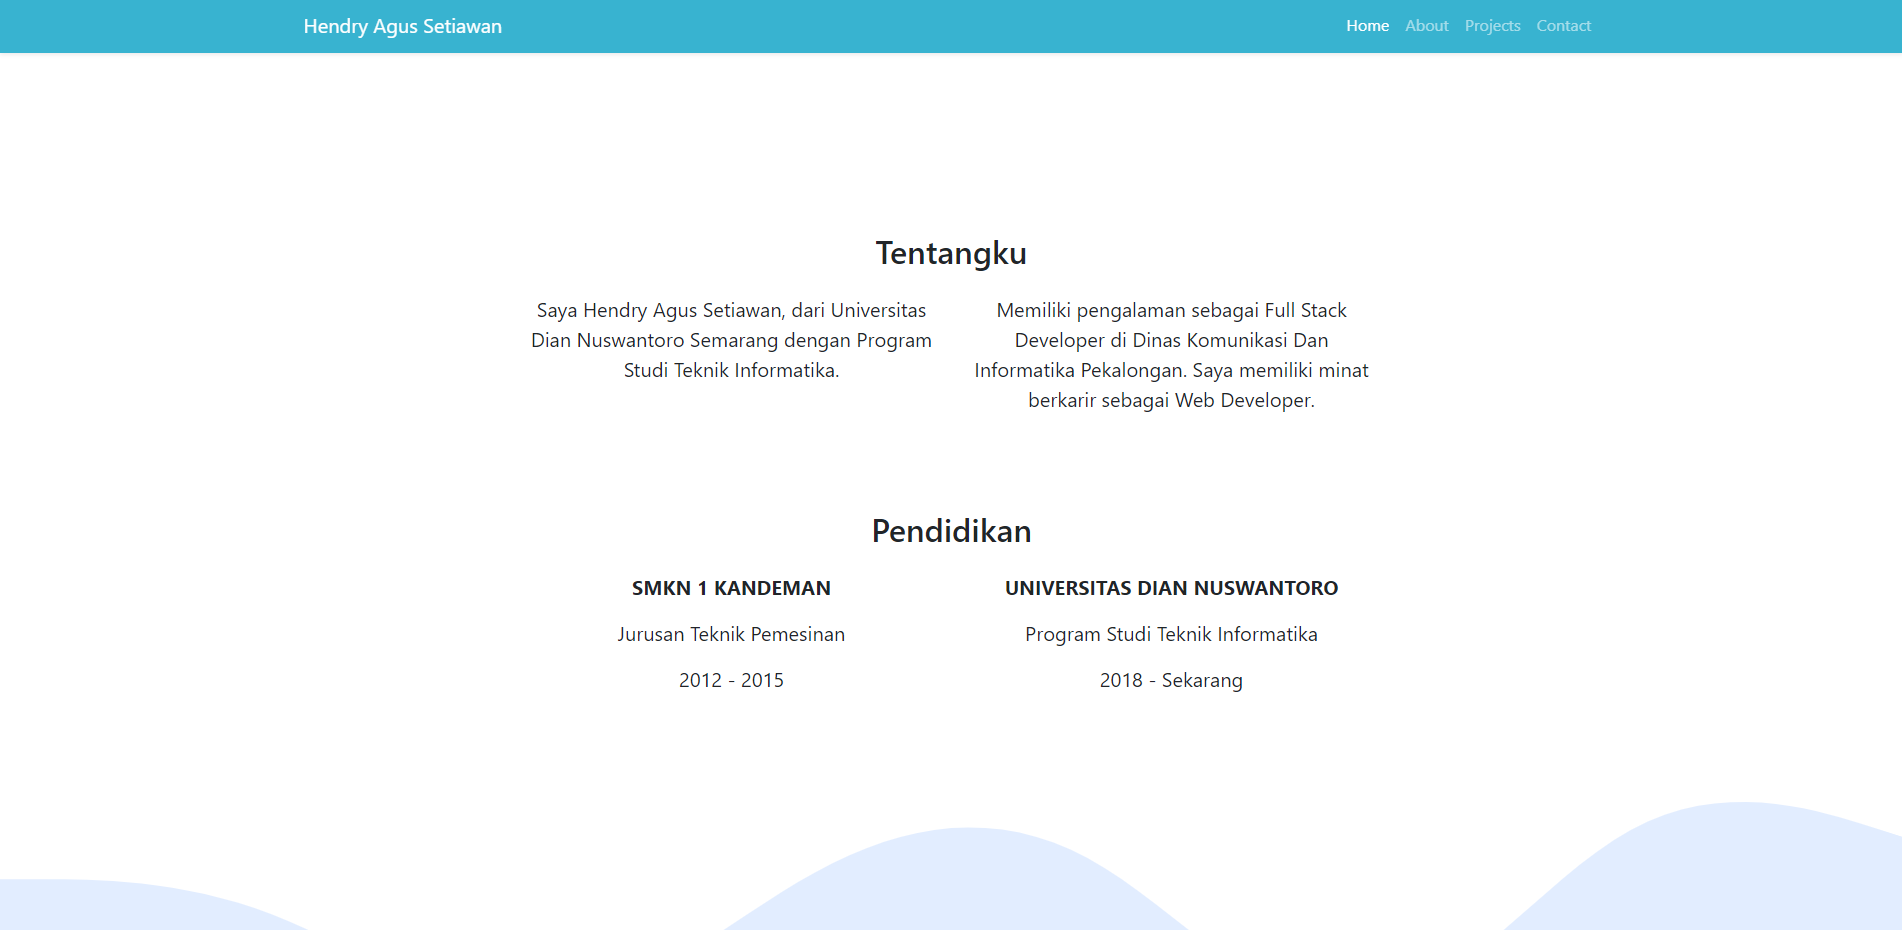 Hendry Agus Setiawan
Home About Projects Contact
Tentangku
Saya Hendry Agus Setiawan, dari Universitas
Dian Nuswantoro Semarang dengan Program
Studi Teknik Informatika.
Memiliki pengalaman sebagai Full Stack
Developer di Dinas Komunikasi Dan
Informatika Pekalongan. Saya memiliki minat
berkarir sebagai Web Developer.
Pendidikan
SMKN 1 KANDEMAN
Jurusan Teknik Pemesinan
2012 - 2015
UNIVERSITAS DIAN NUSWANTORO
Program Studi Teknik Informatika
2018 - Sekarang